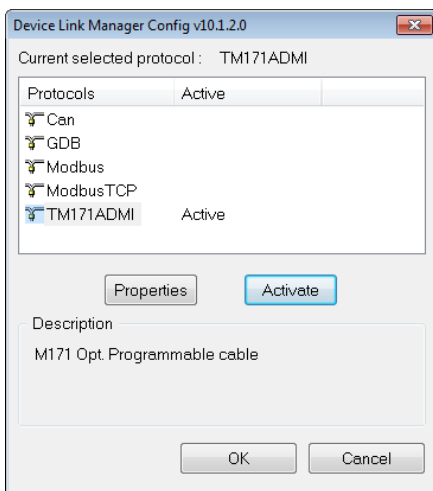 Device Link Manager Config v10.1.2.0
Current selected protocol : TM171ADMI
Protocols Active
Can
GDB
Modbus
ModbusTCP
TM171ADMI Active
Properties Activate
Description
M171 Opt. Programmable cable
OK Cancel